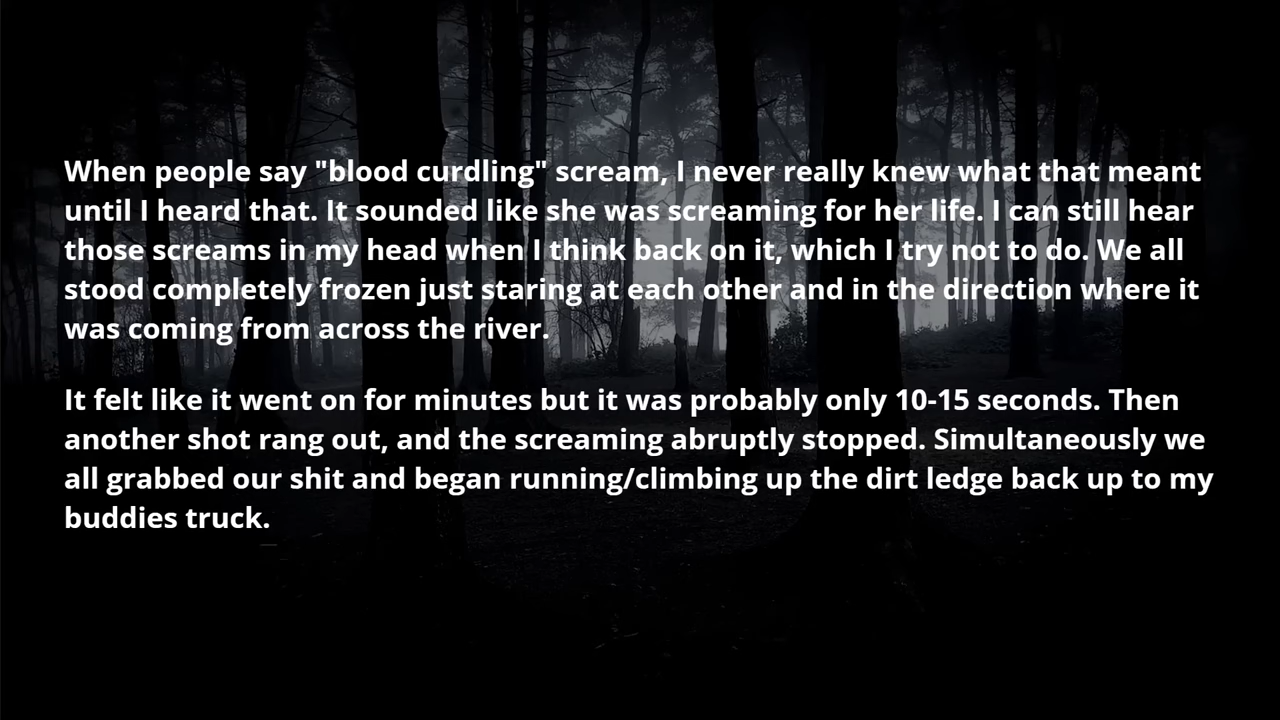 When people say "blood curdling" scream, I never really knew what that meant
until I heard that. It sounded like she was screaming for her life. I can still hear
those screams in my head when I think back on it, which I try not to do. We all
stood completely frozen just staring at each other and in the direction where it
was coming from across the river.
It felt like it went on for minutes but it was probably only 10-15 seconds. Then
another shot rang out, and the screaming abruptly stopped. Simultaneously we
all grabbed our shit and began running/climbing up the dirt ledge back up to my
buddies truck.